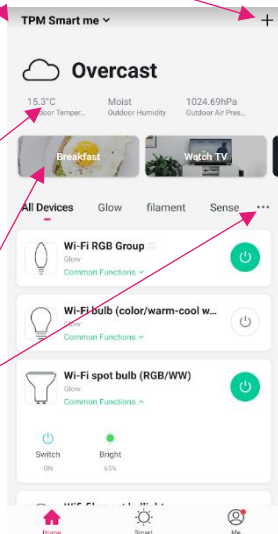 TPM Smart me
Overcast
15.3°C Moist 1024.69hPa
Outdoor Humidity Outdoor Air Pres...
Breakfast Watch TV
All Devices Glow filament Sense ...
Wi-Fi RGB Group
Glow
Common Functions
Wi-Fi bulb (color/warm-cool w...
Glow
Common Functions
Wi-Fi spot bulb (RGB/WW)
Glow
Common Functions
Switch Bright
ON 65%
Home Smart Me